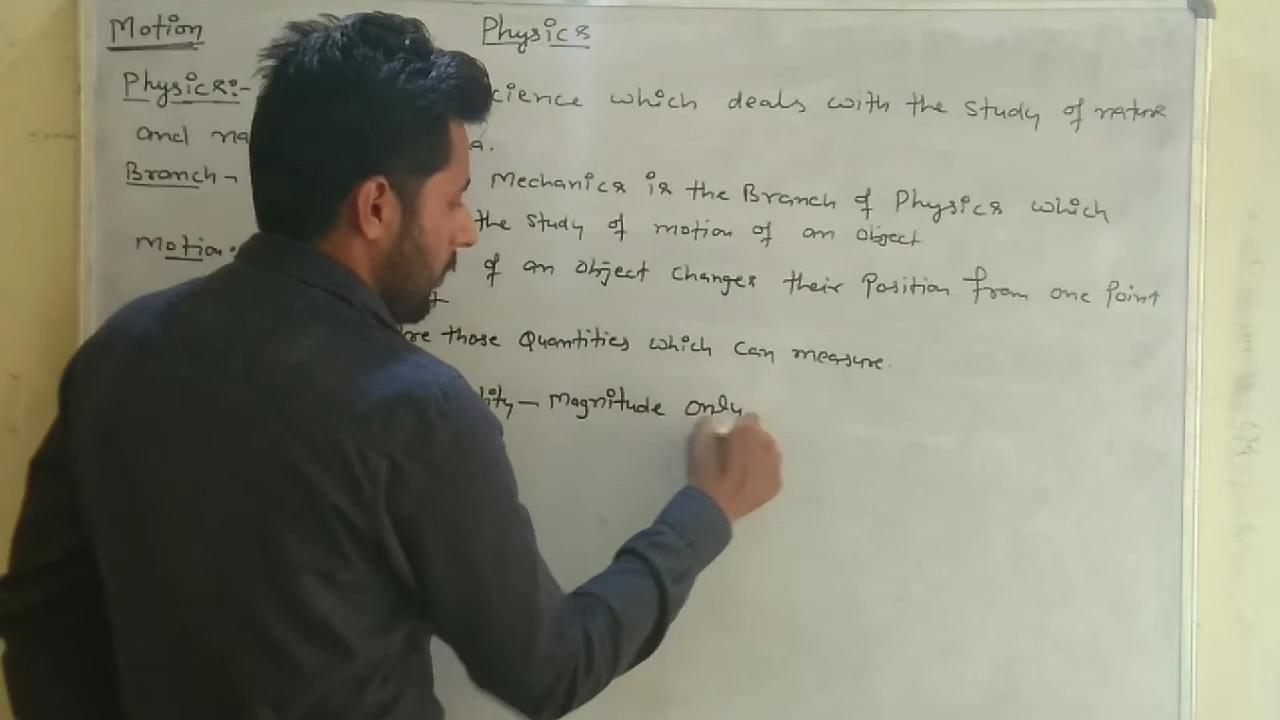 Motion Physics
Physics:- cience which deals with the study of nature
and na a.
Branch - Mechanics is the Branch of Physics which
the study of motion of an object
Motion: of an object changes their Position from one Point
re those Quantities which can measure.
lity - Magnitude only